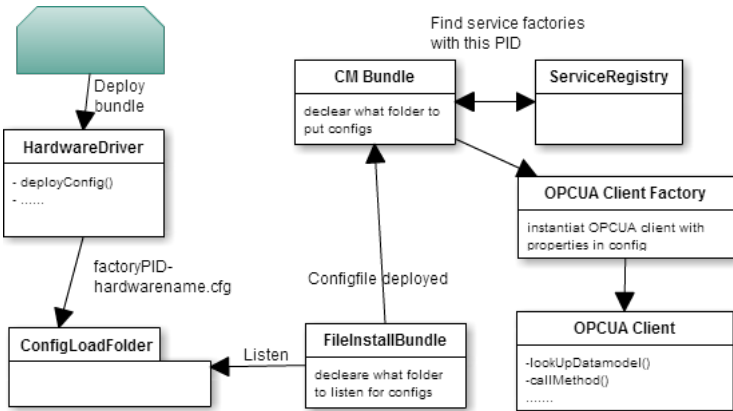 Deploy
bundle
HardwareDriver
- deployConfig()
- ......
factoryPID-
hardwarename.cfg
ConfigLoadFolder
Listen
FileInstallBundle
decleare what folder
to listen for configs
Configfile deployed
CM Bundle
declear what folder to
put configs
Find service factories
with this PID
ServiceRegistry
OPCUA Client Factory
instantiat OPCUA client with
properties in config
OPCUA Client
-lookUpDatamodel()
-callMethod()
.......